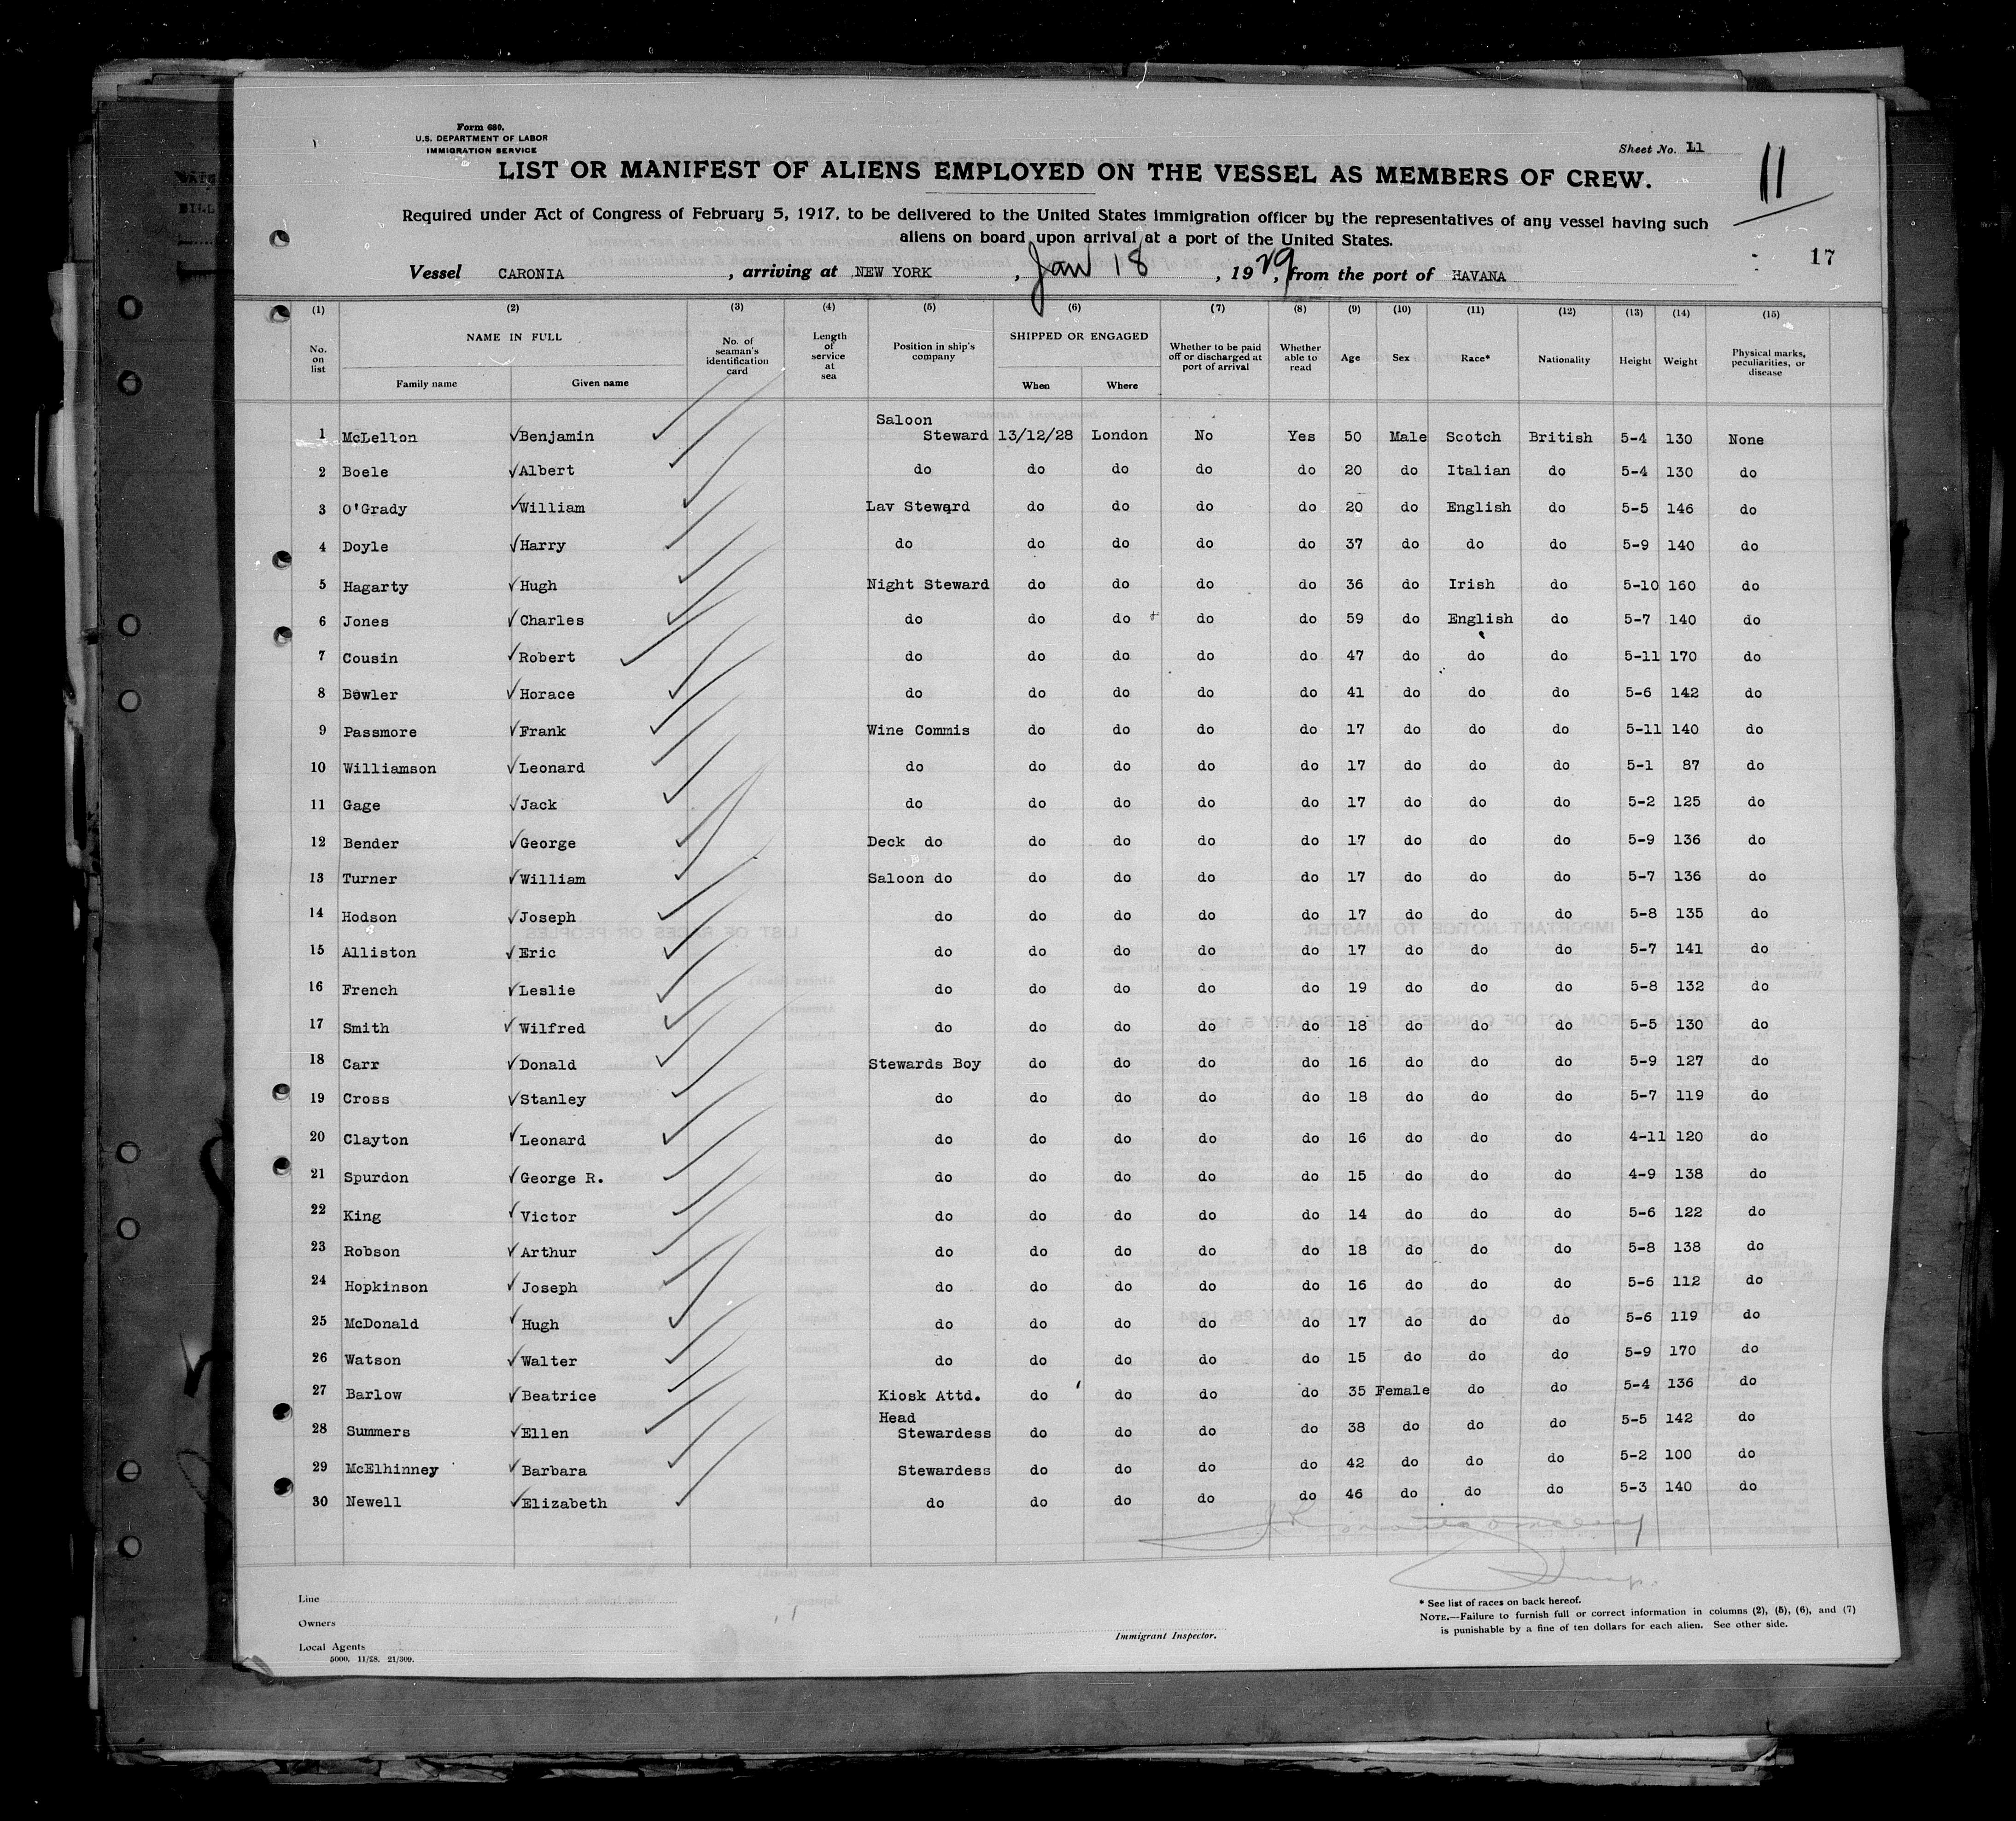 Form 680.
U.S. DEPARTMENT OF LABOR
IMMIGRATION SERVICE
Sheet No. L1
11
LIST OR MANIFEST OF ALIENS EMPLOYED ON THE VESSEL AS MEMBERS OF CREW.
Required under Act of Congress of February 5, 1917, to be delivered to the United States immigration officer by the representatives of any vessel having such
aliens on board upon arrival at a port of the United States.
17
Vessel CARONIA, arriving at NEW YORK, Jan 18, 1929, from the port of HAVANA
(1) (2) (3) (4) (5) (6) (7) (8) (9) (10) (11) (12) (13) (14) (15)
No. on list NAME IN FULL Family name Given name No. of seaman's identification card Length of service at sea Position in ship's company SHIPPED OR ENGAGED When Where Whether to be paid off or discharged at port of arrival Whether able to read Age Sex Race* Nationality Height Weight Physical marks, peculiarities, or disease
1 McLellon Benjamin Saloon Steward 13/12/28 London No Yes 50 Male Scotch British 5-4 130 None
2 Boele Albert do do do do do 20 do Italian do 5-4 130 do
3 O'Grady William Lav Steward do do do do 20 do English do 5-5 146 do
4 Doyle Harry do do do do do 37 do do do 5-9 140 do
5 Hagarty Hugh Night Steward do do do do 36 do Irish do 5-10 160 do
6 Jones Charles do do do do do 59 do English do 5-7 140 do
7 Cousin Robert do do do do do 47 do do do 5-11 170 do
8 Bowler Horace do do do do do 41 do do do 5-6 142 do
9 Passmore Frank Wine Commis do do do do 17 do do do 5-11 140 do
10 Williamson Leonard do do do do do 17 do do do 5-1 87 do
11 Gage Jack do do do do do 17 do do do 5-2 125 do
12 Bender George Deck do do do do do 17 do do do 5-9 136 do
13 Turner William Saloon do do do do do 17 do do do 5-7 136 do
14 Hodson Joseph do do do do do 17 do do do 5-8 135 do
15 Alliston Eric do do do do do 17 do do do 5-7 141 do
16 French Leslie do do do do do 19 do do do 5-8 132 do
17 Smith Wilfred do do do do do 18 do do do 5-5 130 do
18 Carr Donald Stewards Boy do do do do 16 do do do 5-9 127 do
19 Cross Stanley do do do do do 18 do do do 5-7 119 do
20 Clayton Leonard do do do do do 16 do do do 4-11 120 do
21 Spurdon George R. do do do do do 15 do do do 4-9 138 do
22 King Victor do do do do do 14 do do do 5-6 122 do
23 Robson Arthur do do do do do 18 do do do 5-8 138 do
24 Hopkinson Joseph do do do do do 16 do do do 5-6 112 do
25 McDonald Hugh do do do do do 17 do do do 5-6 119 do
26 Watson Walter do do do do do 15 do do do 5-9 170 do
27 Barlow Beatrice Kiosk Attd. do do do do 35 Female do do 5-4 136 do
28 Summers Ellen Head Stewardess do do do do 38 do do do 5-5 142 do
29 McElhinney Barbara Stewardess do do do do 42 do do do 5-2 100 do
30 Newell Elizabeth do do do do do 46 do do do 5-3 140 do
Line
Owners
Local Agents
5000. 11/28. 21/309.
Immigrant Inspector.
* See list of races on back hereof.
NOTE.—Failure to furnish full or correct information in columns (2), (5), (6), and (7)
is punishable by a fine of ten dollars for each alien. See other side.